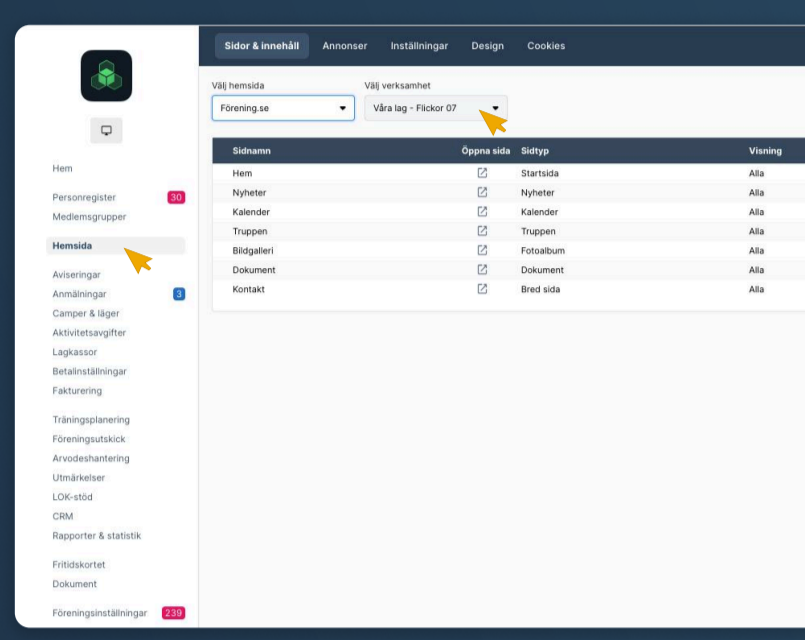 Sidor & innehåll Annonser Inställningar Design Cookies
Välj hemsida Välj verksamhet
Förening.se Våra lag - Flickor 07
Sidnamn Öppna sida Sidtyp Visning
Hem Startsida Alla
Nyheter Nyheter Alla
Kalender Kalender Alla
Truppen Truppen Alla
Bildgalleri Fotoalbum Alla
Dokument Dokument Alla
Kontakt Bred sida Alla
Hem
Personregister 30
Medlemsgrupper
Hemsida
Aviseringar
Anmälningar 3
Camper & läger
Aktivitetsavgifter
Lagkassor
Betalinställningar
Fakturering
Träningsplanering
Föreningsutskick
Arvodeshantering
Utmärkelser
LOK-stöd
CRM
Rapporter & statistik
Fritidskortet
Dokument
Föreningsinställningar 239